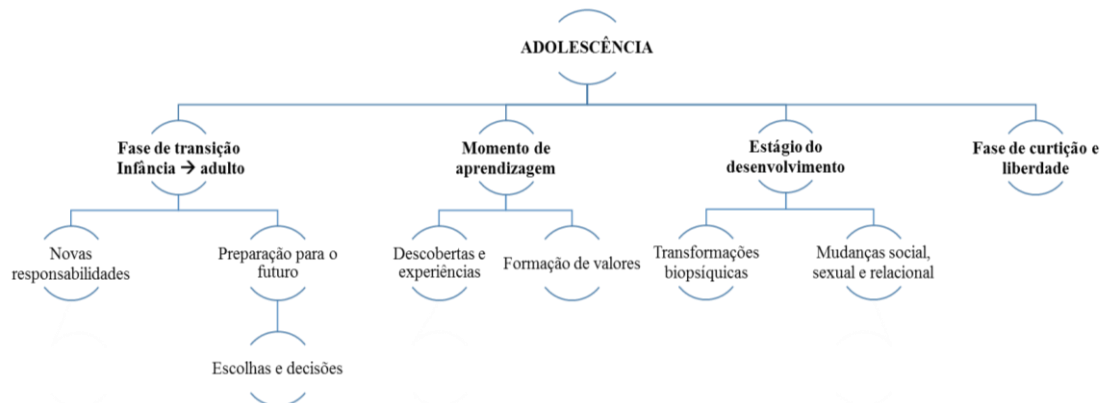 ADOLESCÊNCIA
Fase de transição
Infância → adulto
Momento de
aprendizagem
Estágio do
desenvolvimento
Fase de curtição e
liberdade
Novas
responsabilidades
Preparação para o
futuro
Descobertas e
experiências
Formação de valores
Transformações
biopsíquicas
Mudanças social,
sexual e relacional
Escolhas e decisões